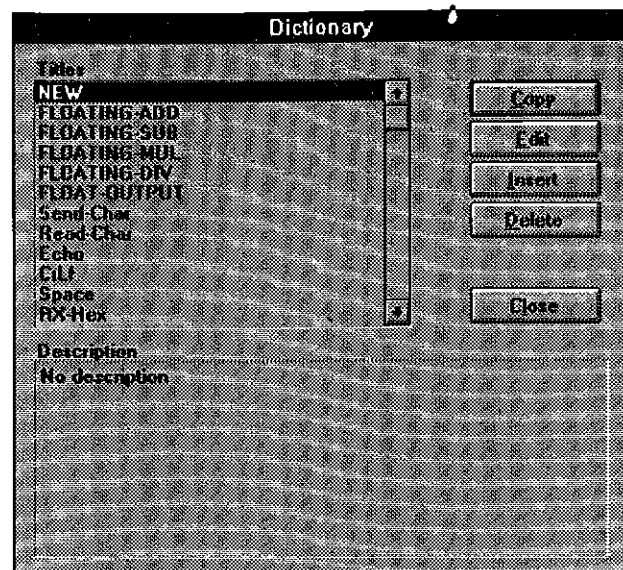 Dictionary
Titles
NEW
FLOATING-ADD
FLOATING-SUB
FLOATING-MUL
FLOATING-DIV
FLOAT-OUTPUT
Send-Char
Read-Char
Echo
CrLf
Space
RX-Hex
Copy
Edit
Insert
Delete
Close
Description
No description